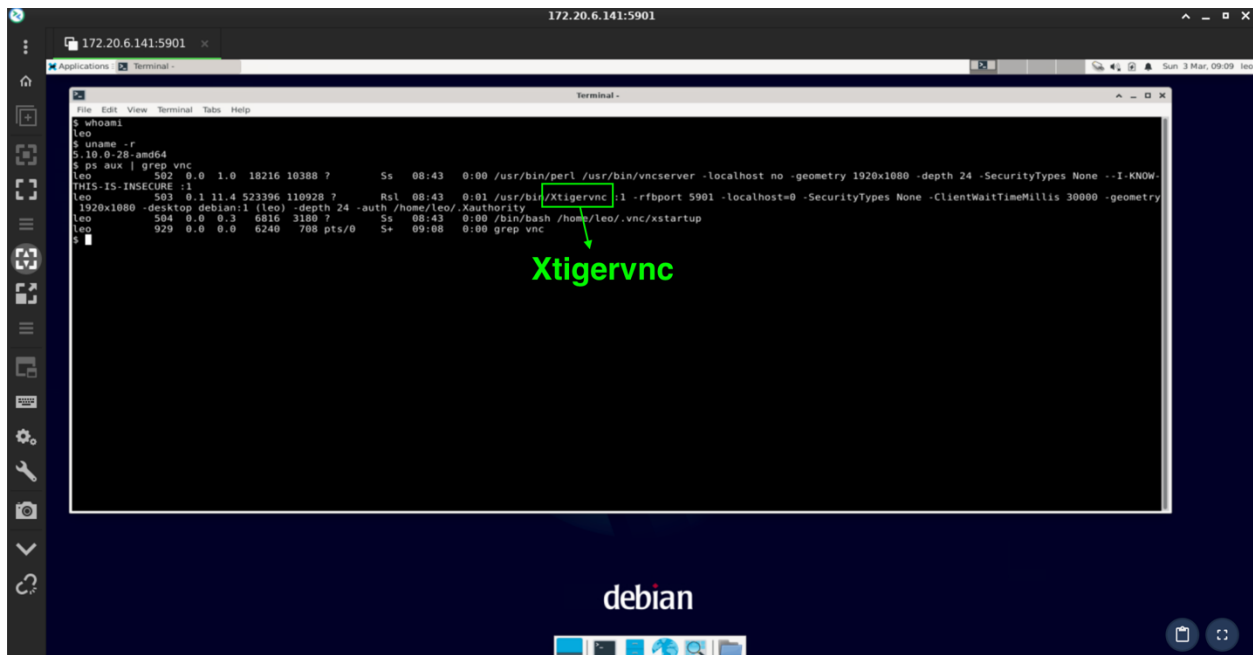 172.20.6.141:5901
172.20.6.141:5901 ×
Applications : Terminal - Sun 3 Mar, 09:09 leo
Terminal -
File Edit View Terminal Tabs Help
$ whoami
leo
$ uname -r
5.10.0-28-amd64
$ ps aux | grep vnc
leo 502 0.0 1.0 18216 10388 ? Ss 08:43 0:00 /usr/bin/perl /usr/bin/vncserver -localhost no -geometry 1920x1080 -depth 24 -SecurityTypes None --I-KNOW-
THIS-IS-INSECURE :1
leo 503 0.1 11.4 523396 110928 ? Rsl 08:43 0:01 /usr/bin/Xtigervnc :1 -rfbport 5901 -localhost=0 -SecurityTypes None -ClientWaitTimeMillis 30000 -geometry
1920x1080 -desktop debian:1 (leo) -depth 24 -auth /home/leo/.Xauthority
leo 504 0.0 0.3 6816 3180 ? Ss 08:43 0:00 /bin/bash /home/leo/.vnc/xstartup
leo 929 0.0 0.0 6240 708 pts/0 S+ 09:08 0:00 grep vnc
$
Xtigervnc
debian